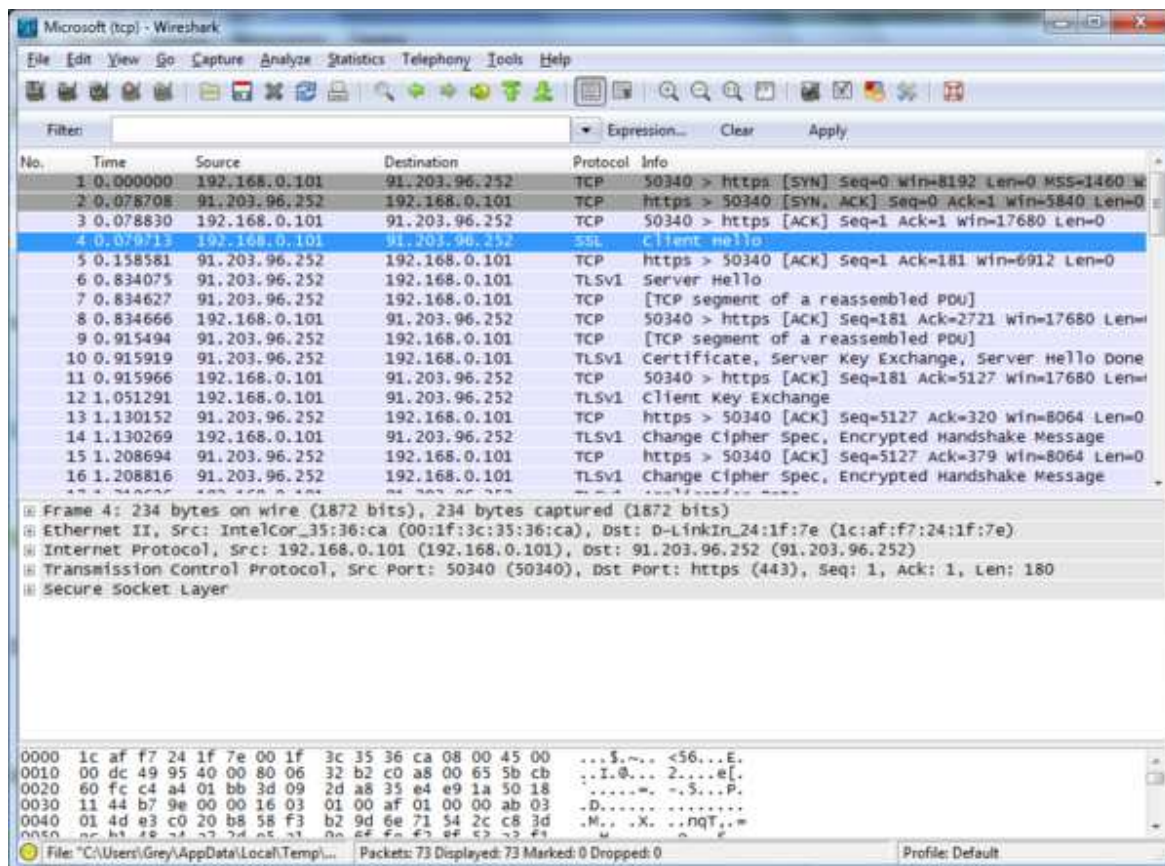 Microsoft (tcp) - Wireshark
File Edit View Go Capture Analyze Statistics Telephony Tools Help
Filter: Expression... Clear Apply
No. Time Source Destination Protocol Info
1 0.000000 192.168.0.101 91.203.96.252 TCP 50340 > https [SYN] Seq=0 Win=8192 Len=0 MSS=1460 W
2 0.078708 91.203.96.252 192.168.0.101 TCP https > 50340 [SYN, ACK] Seq=0 Ack=1 Win=5840 Len=0
3 0.078830 192.168.0.101 91.203.96.252 TCP 50340 > https [ACK] Seq=1 Ack=1 Win=17680 Len=0
4 0.079713 192.168.0.101 91.203.96.252 SSL Client Hello
5 0.158581 91.203.96.252 192.168.0.101 TCP https > 50340 [ACK] Seq=1 Ack=181 Win=6912 Len=0
6 0.834075 91.203.96.252 192.168.0.101 TLSv1 Server Hello
7 0.834627 91.203.96.252 192.168.0.101 TCP [TCP segment of a reassembled PDU]
8 0.834666 192.168.0.101 91.203.96.252 TCP 50340 > https [ACK] Seq=181 Ack=2721 Win=17680 Len=
9 0.915494 91.203.96.252 192.168.0.101 TCP [TCP segment of a reassembled PDU]
10 0.915919 91.203.96.252 192.168.0.101 TLSv1 Certificate, Server Key Exchange, Server Hello Done
11 0.915966 192.168.0.101 91.203.96.252 TCP 50340 > https [ACK] Seq=181 Ack=5127 Win=17680 Len=
12 1.051291 192.168.0.101 91.203.96.252 TLSv1 Client Key Exchange
13 1.130152 91.203.96.252 192.168.0.101 TCP https > 50340 [ACK] Seq=5127 Ack=320 Win=8064 Len=0
14 1.130269 192.168.0.101 91.203.96.252 TLSv1 Change Cipher Spec, Encrypted Handshake Message
15 1.208694 91.203.96.252 192.168.0.101 TCP https > 50340 [ACK] Seq=5127 Ack=379 Win=8064 Len=0
16 1.208816 91.203.96.252 192.168.0.101 TLSv1 Change Cipher Spec, Encrypted Handshake Message
Frame 4: 234 bytes on wire (1872 bits), 234 bytes captured (1872 bits)
Ethernet II, Src: IntelCor_35:36:ca (00:1f:3c:35:36:ca), Dst: D-LinkIn_24:1f:7e (1c:af:f7:24:1f:7e)
Internet Protocol, Src: 192.168.0.101 (192.168.0.101), Dst: 91.203.96.252 (91.203.96.252)
Transmission Control Protocol, Src Port: 50340 (50340), Dst Port: https (443), Seq: 1, Ack: 1, Len: 180
Secure Socket Layer
0000 1c af f7 24 1f 7e 00 1f 3c 35 36 ca 08 00 45 00 ...$.~.. <56...E.
0010 00 dc 49 95 40 00 80 06 32 b2 c0 a8 00 65 5b cb ..I.@... 2....e[.
0020 60 fc c4 a4 01 bb 3d 09 2d a8 35 e4 e9 1a 50 18 `.....=. -.5...P.
0030 11 44 b7 9e 00 00 16 03 01 00 af 01 00 00 ab 03 .D...... ........
0040 01 4d e3 c0 20 b8 58 f3 b2 9d 6e 71 54 2c c8 3d .M.. .X. ..nqT,.=
File: "C:\Users\Grey\AppData\Local\Temp\... Packets: 73 Displayed: 73 Marked: 0 Dropped: 0 Profile: Default